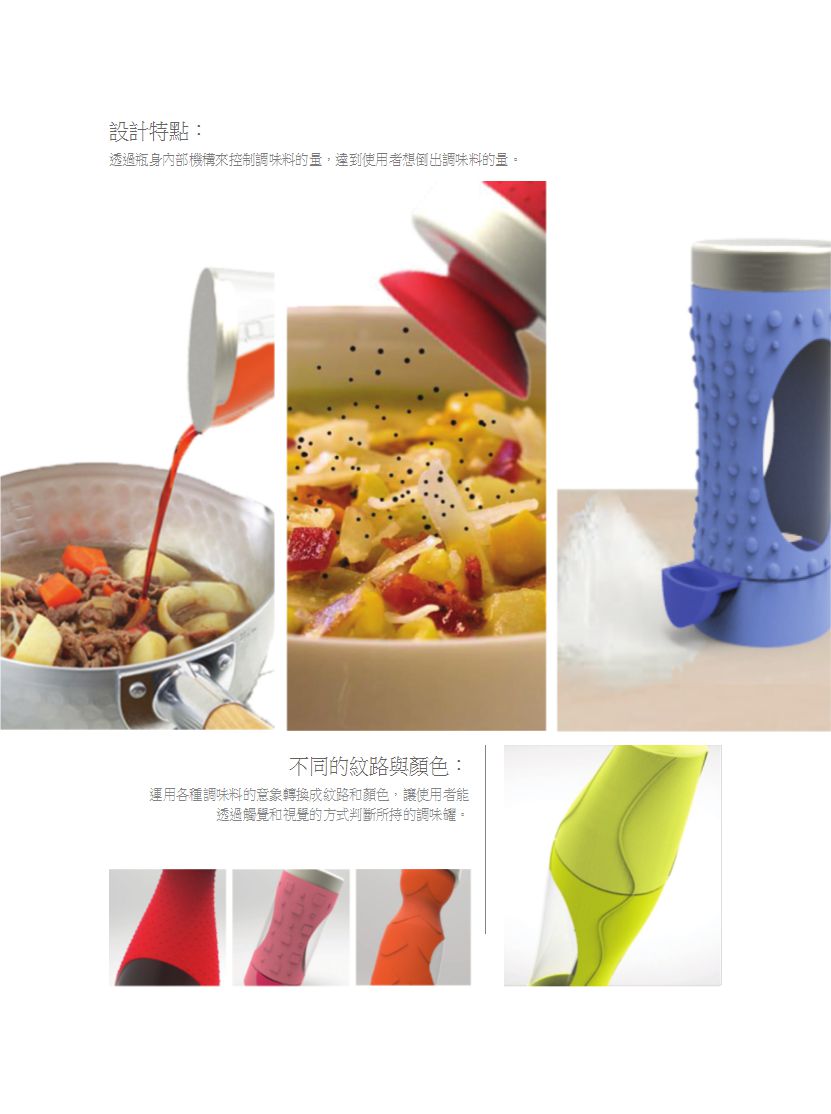 設計特點：
透過瓶身內部機構來控制調味料的量，達到使用者想倒出調味料的量。
不同的紋路與顏色：
運用各種調味料的意象轉換成紋路和顏色，讓使用者能
透過觸覺和視覺的方式判斷所持的調味罐。